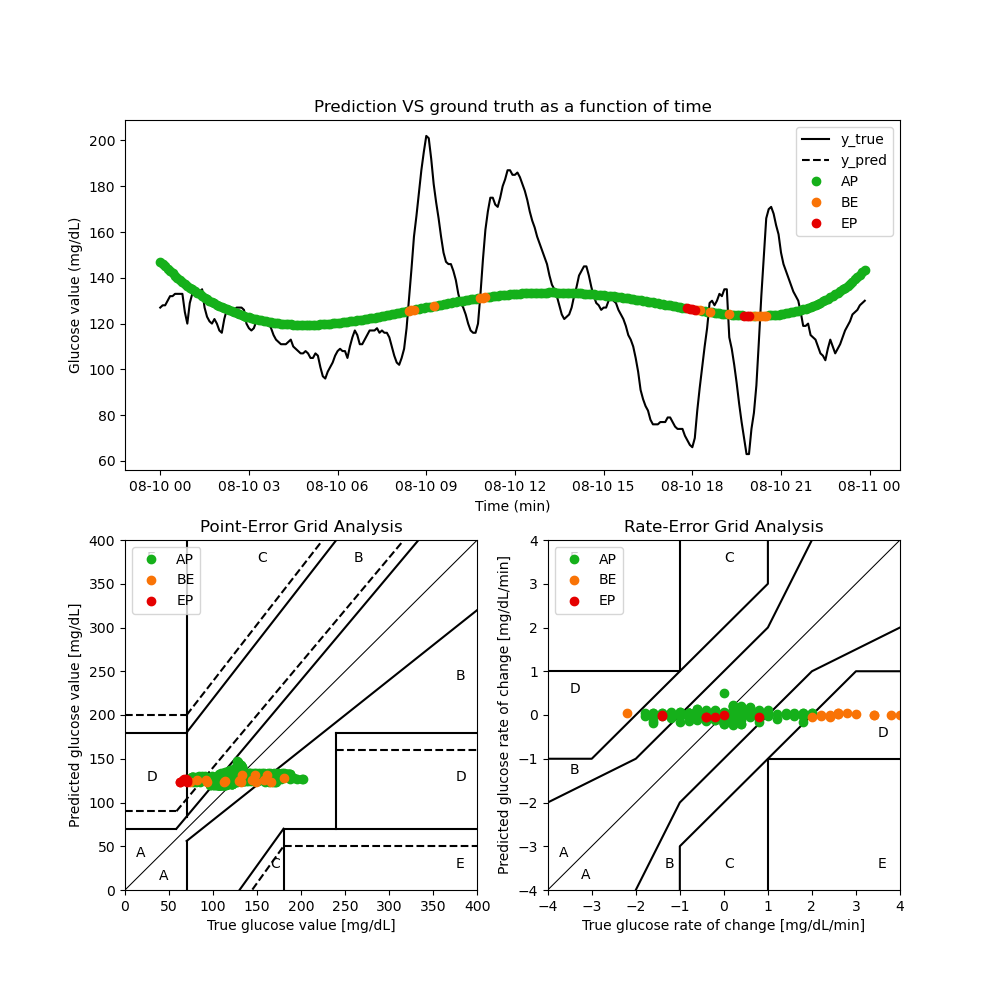 Prediction VS ground truth as a function of time
Glucose value (mg/dL)
200
180
160
140
120
100
80
60
y_true
y_pred
AP
BE
EP
08-10 00 08-10 03 08-10 06 08-10 09 08-10 12 08-10 15 08-10 18 08-10 21 08-11 00
Time (min)
Point-Error Grid Analysis
Predicted glucose value [mg/dL]
400
350
300
250
200
150
100
50
0
AP
BE
EP
C
B
B
D
D
A
A
C
E
0 50 100 150 200 250 300 350 400
True glucose value [mg/dL]
Rate-Error Grid Analysis
Predicted glucose rate of change [mg/dL/min]
4
3
2
1
0
−1
−2
−3
−4
AP
BE
EP
C
D
D
B
A
A
B
C
E
−4 −3 −2 −1 0 1 2 3 4
True glucose rate of change [mg/dL/min]